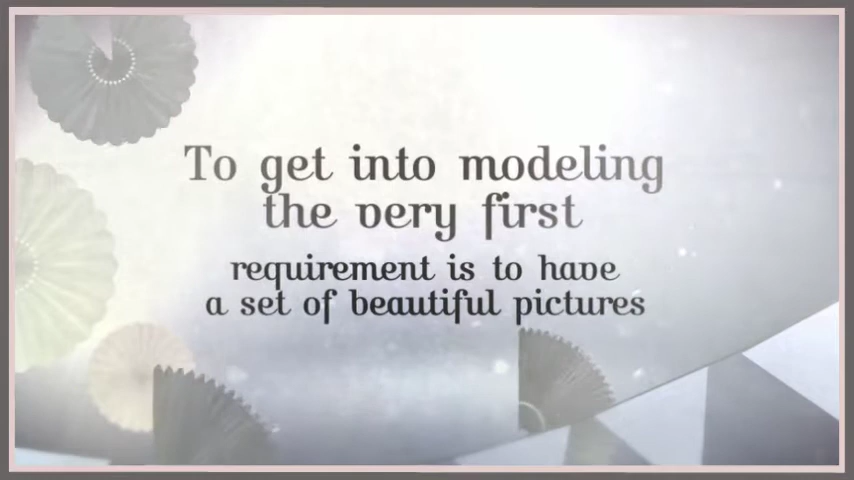 To get into modeling
the very first
requirement is to have
a set of beautiful pictures